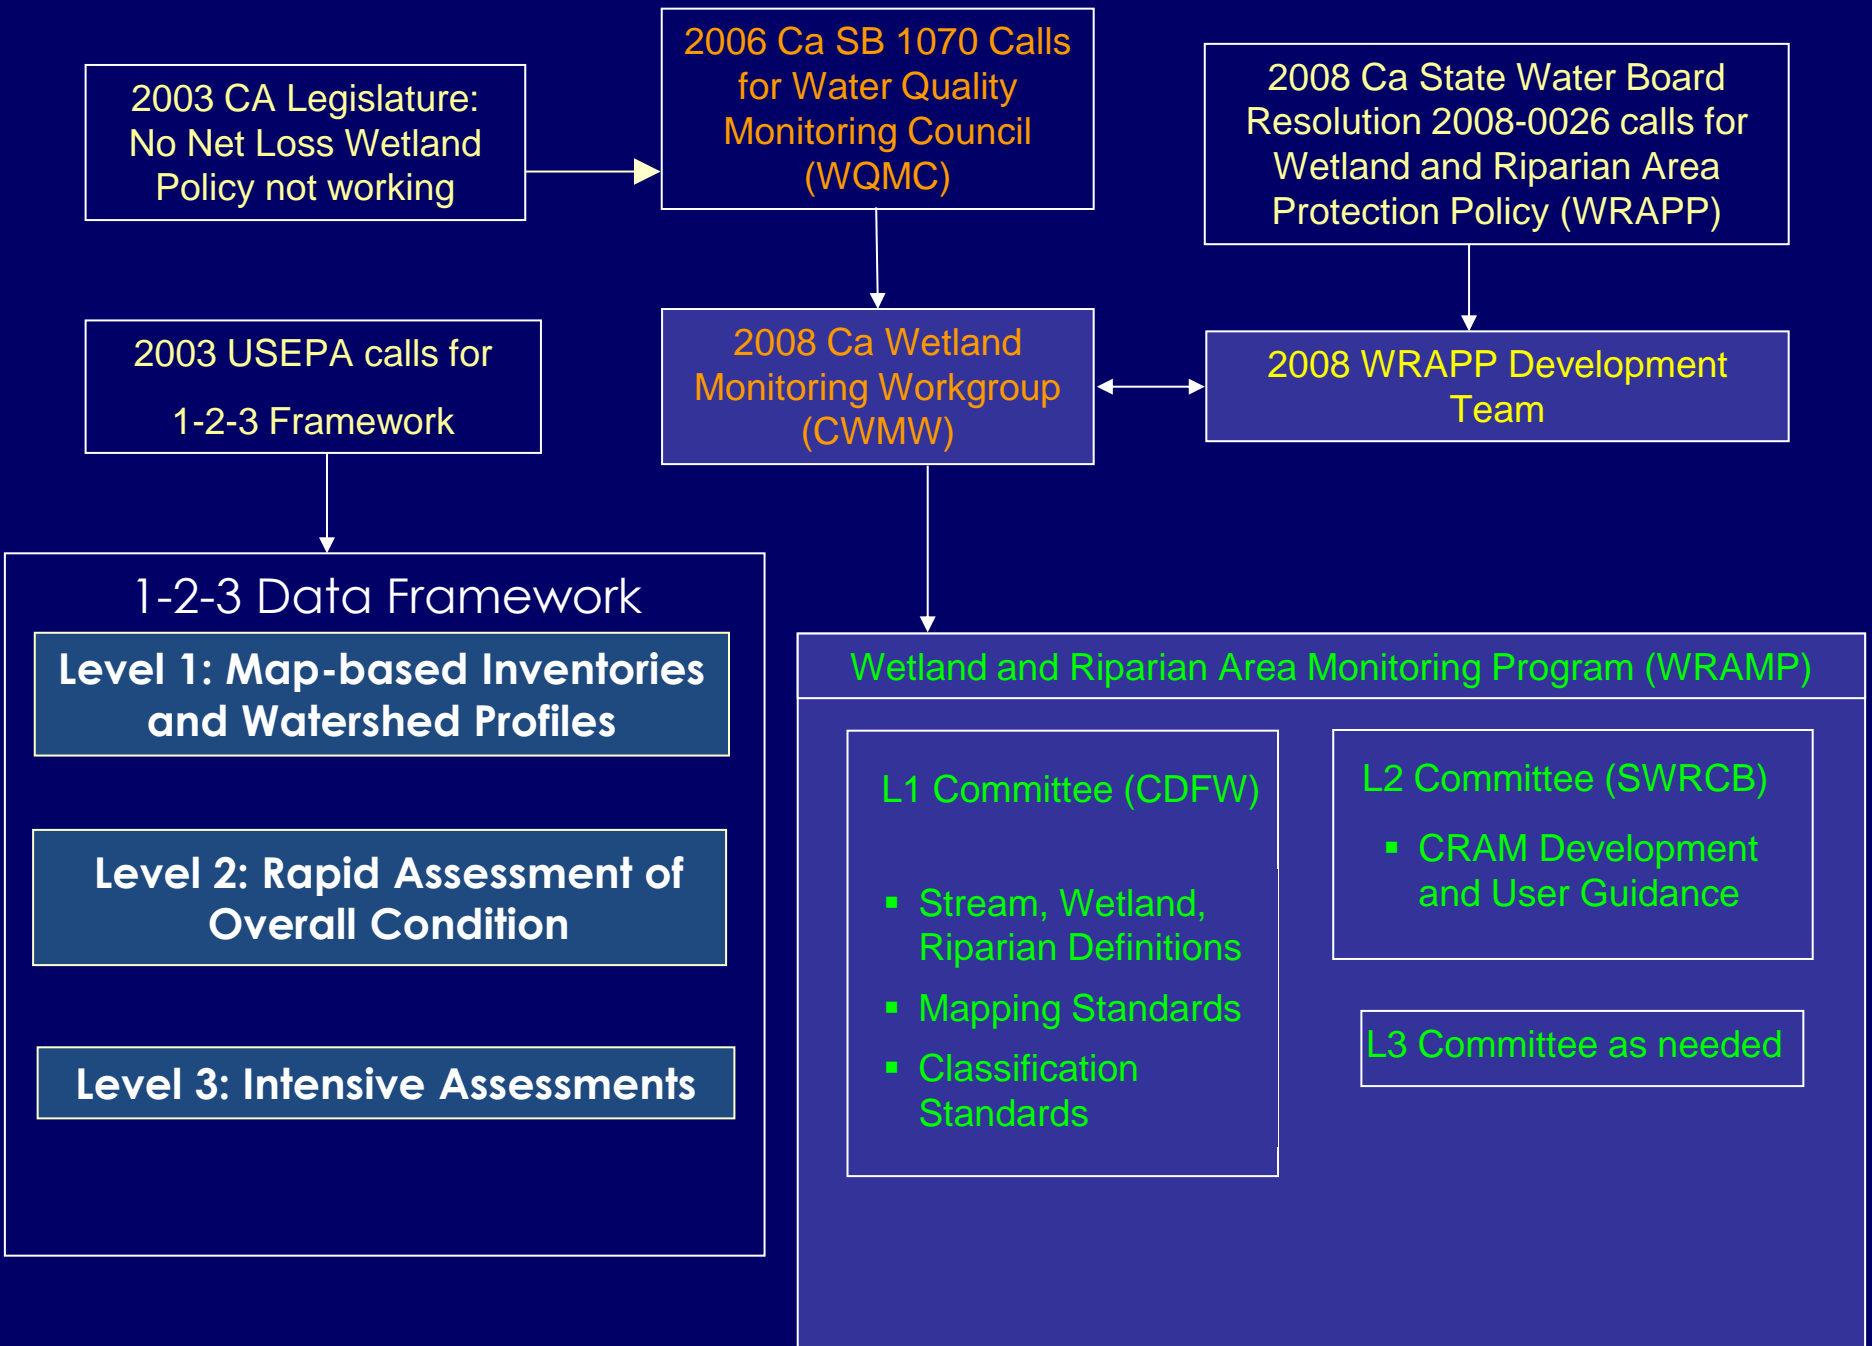 2003 CA Legislature:
No Net Loss Wetland
Policy not working
2006 Ca SB 1070 Calls
for Water Quality
Monitoring Council
(WQMC)
2008 Ca State Water Board
Resolution 2008-0026 calls for
Wetland and Riparian Area
Protection Policy (WRAPP)
2003 USEPA calls for
1-2-3 Framework
2008 Ca Wetland
Monitoring Workgroup
(CWMW)
2008 WRAPP Development
Team
1-2-3 Data Framework
Level 1: Map-based Inventories
and Watershed Profiles
Level 2: Rapid Assessment of
Overall Condition
Level 3: Intensive Assessments
Wetland and Riparian Area Monitoring Program (WRAMP)
L1 Committee (CDFW)
▪ Stream, Wetland,
Riparian Definitions
▪ Mapping Standards
▪ Classification
Standards
L2 Committee (SWRCB)
▪ CRAM Development
and User Guidance
L3 Committee as needed